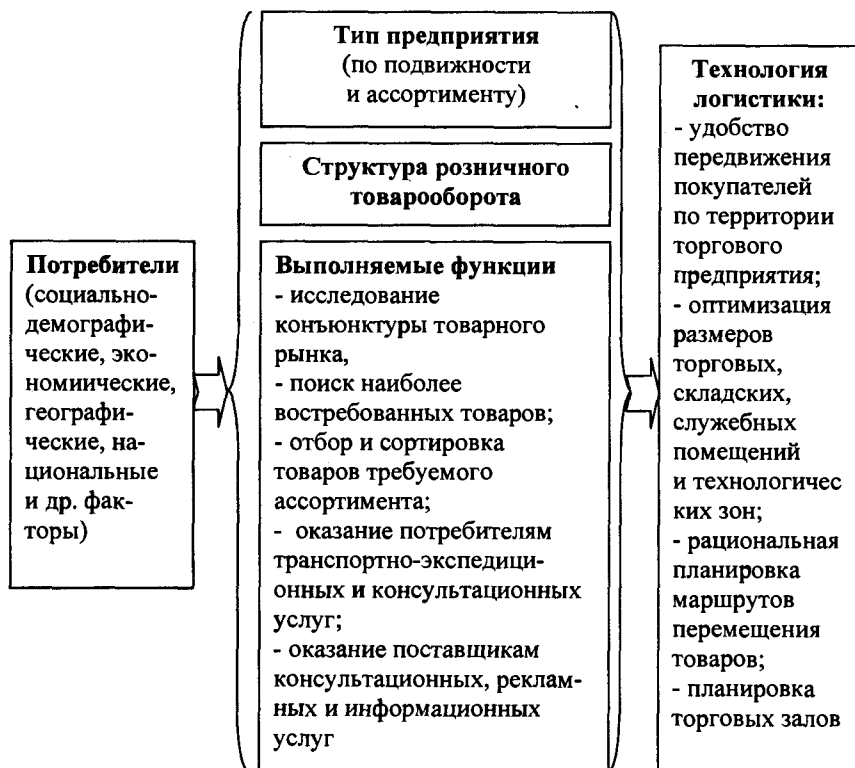 Потребители
(социально-
демографи-
ческие, эко-
номиические,
географи-
ческие, на-
циональные
и др. фак-
торы)
Тип предприятия
(по подвижности
и ассортименту)
Структура розничного
товарооборота
Выполняемые функции
- исследование
конъюнктуры товарного
рынка,
- поиск наиболее
востребованных товаров;
- отбор и сортировка
товаров требуемого
ассортимента;
- оказание потребителям
транспортно-экспедици-
онных и консультационных
услуг;
- оказание поставщикам
консультационных, реклам-
ных и информационных
услуг
Технология
логистики:
- удобство
передвижения
покупателей
по территории
торгового
предприятия;
- оптимизация
размеров
торговых,
складских,
служебных
помещений
и технологичес
ких зон;
- рациональная
планировка
маршрутов
перемещения
товаров;
- планировка
торговых залов